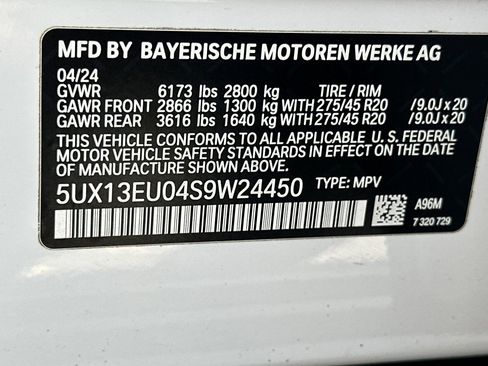 MFD BY BAYERISCHE MOTOREN WERKE AG
04/24
GVWR 6173 lbs 2800 kg TIRE / RIM
GAWR FRONT 2866 lbs 1300 kg WITH 275/45 R20 /9.0J x 20
GAWR REAR 3616 lbs 1640 kg WITH 275/45 R20 /9.0J x 20
THIS VEHICLE CONFORMS TO ALL APPLICABLE U. S. FEDERAL
MOTOR VEHICLE SAFETY STANDARDS IN EFFECT ON THE
DATE OF MANUFACTURE SHOWN ABOVE.
5UX13EU04S9W24450 TYPE: MPV
A96M
7 320 729